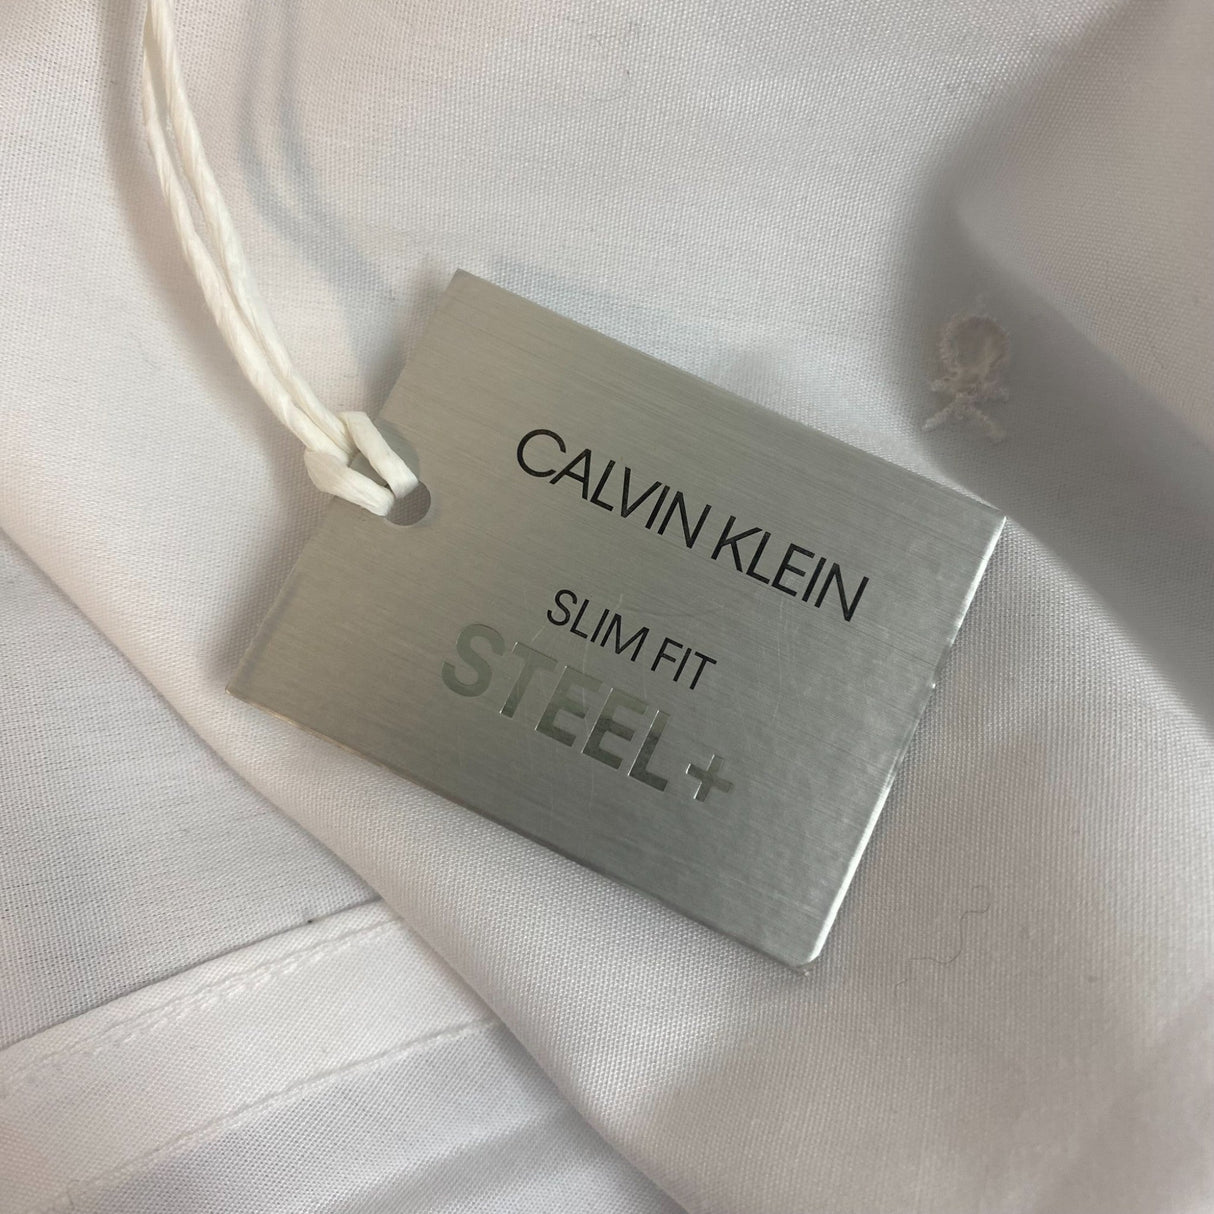 CALVIN KLEIN
SLIM FIT
STEEL+